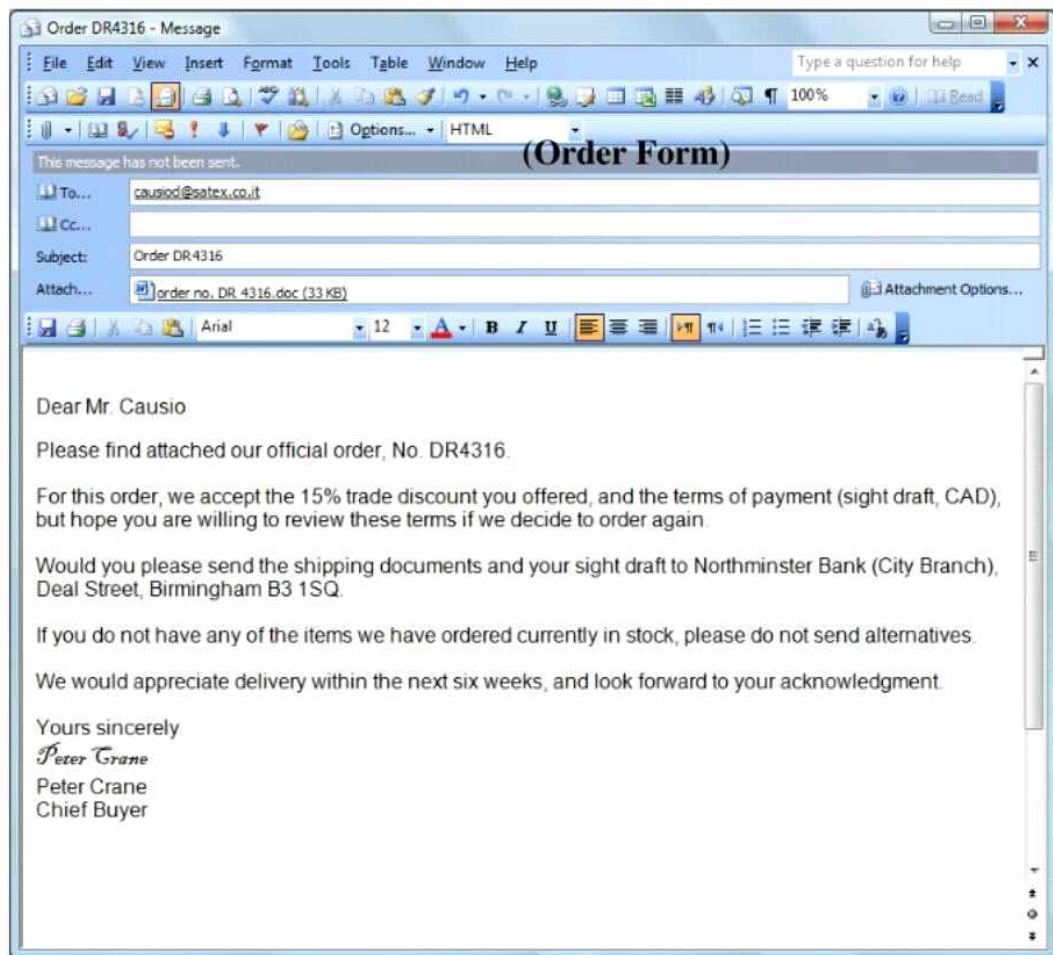 Order DR4316 - Message
File Edit View Insert Format Tools Table Window Help Type a question for help
100% Read
Options... HTML
(Order Form)
This message has not been sent.
To... causiod@satex.co.it
Cc...
Subject: Order DR4316
Attach... order no. DR 4316.doc (33 KB) Attachment Options...
Arial 12 A B I U
Dear Mr. Causio
Please find attached our official order, No. DR4316.
For this order, we accept the 15% trade discount you offered, and the terms of payment (sight draft, CAD),
but hope you are willing to review these terms if we decide to order again.
Would you please send the shipping documents and your sight draft to Northminster Bank (City Branch),
Deal Street, Birmingham B3 1SQ.
If you do not have any of the items we have ordered currently in stock, please do not send alternatives.
We would appreciate delivery within the next six weeks, and look forward to your acknowledgment.
Yours sincerely
Peter Crane
Peter Crane
Chief Buyer